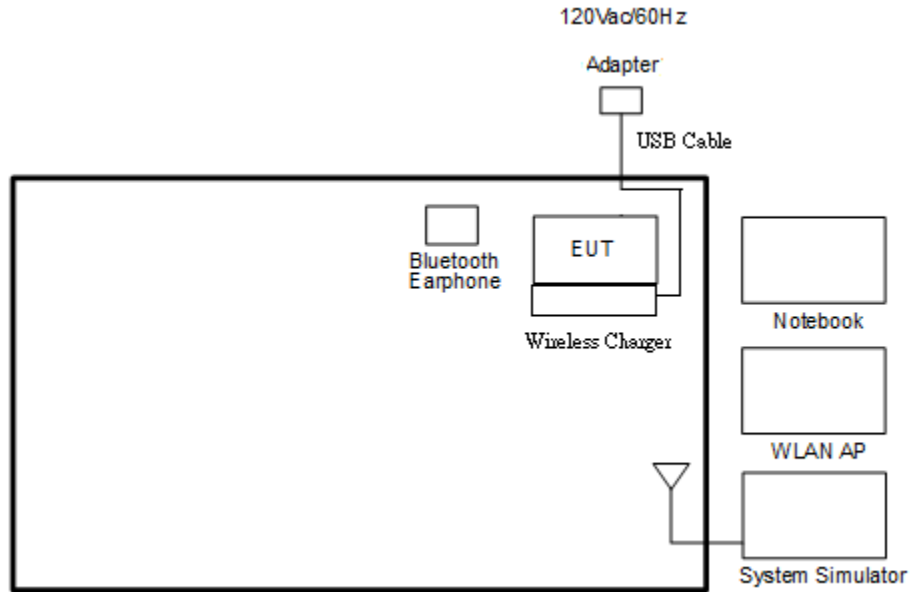 120Vac/60Hz
Adapter
USB Cable
Bluetooth
Earphone
EUT
Wireless Charger
Notebook
WLAN AP
System Simulator